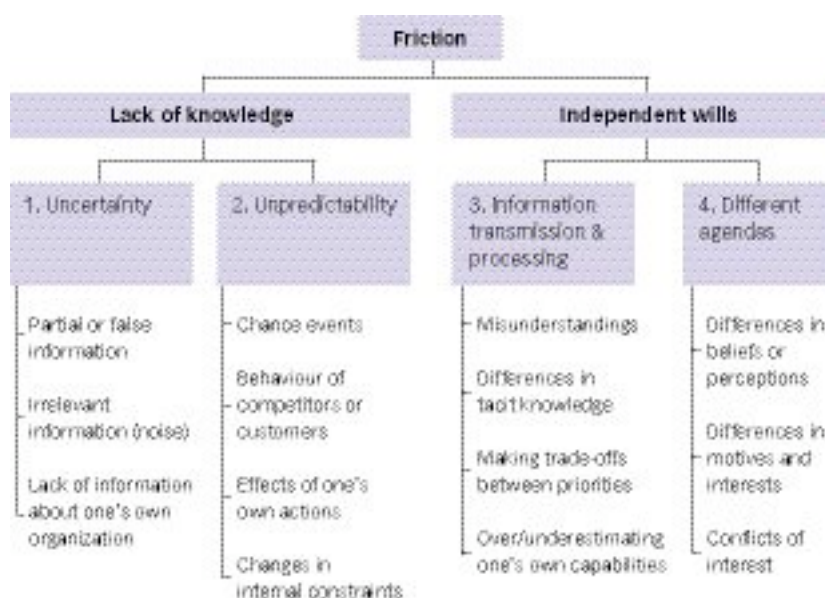 Friction
Lack of knowledge
Independent wills
1. Uncertainty
2. Unpredictability
3. Information
transmission &
processing
4. Different
agendas
Partial or false
information
Irrelevant
information (noise)
Lack of information
about one's own
organization
Chance events
Behaviour of
competitors or
customers
Effects of one's
own actions
Changes in
internal constraints
Misunderstandings
Differences in
tacit knowledge
Making trade-offs
between priorities
Over/underestimating
one's own capabilities
Differences in
beliefs or
perceptions
Differences in
motives and
interests
Conflicts of
interest